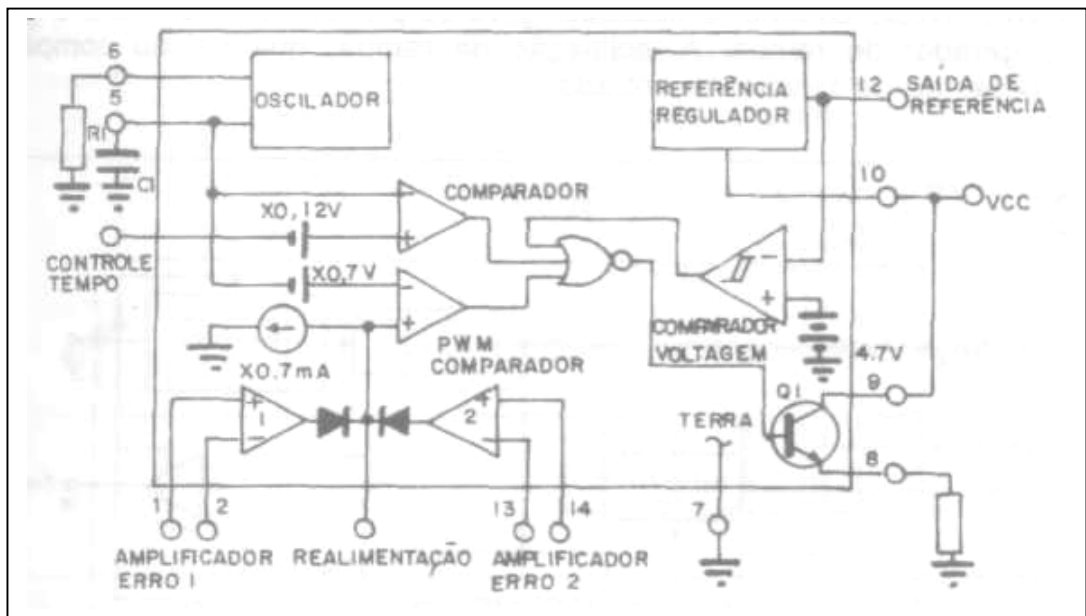 6
5
OSCILADOR
R1
C1
REFERÊNCIA
REGULADOR
12
SAÍDA DE
REFERÊNCIA
10
VCC
COMPARADOR
X0,12V
CONTROLE
TEMPO
X0,7V
PWM
COMPARADOR
X0.7mA
COMPARADOR
VOLTAGEM
4.7V
9
Q1
TERRA
8
7
1
2
1
2
13
14
AMPLIFICADOR
ERRO 1
REALIMENTAÇÃO
AMPLIFICADOR
ERRO 2